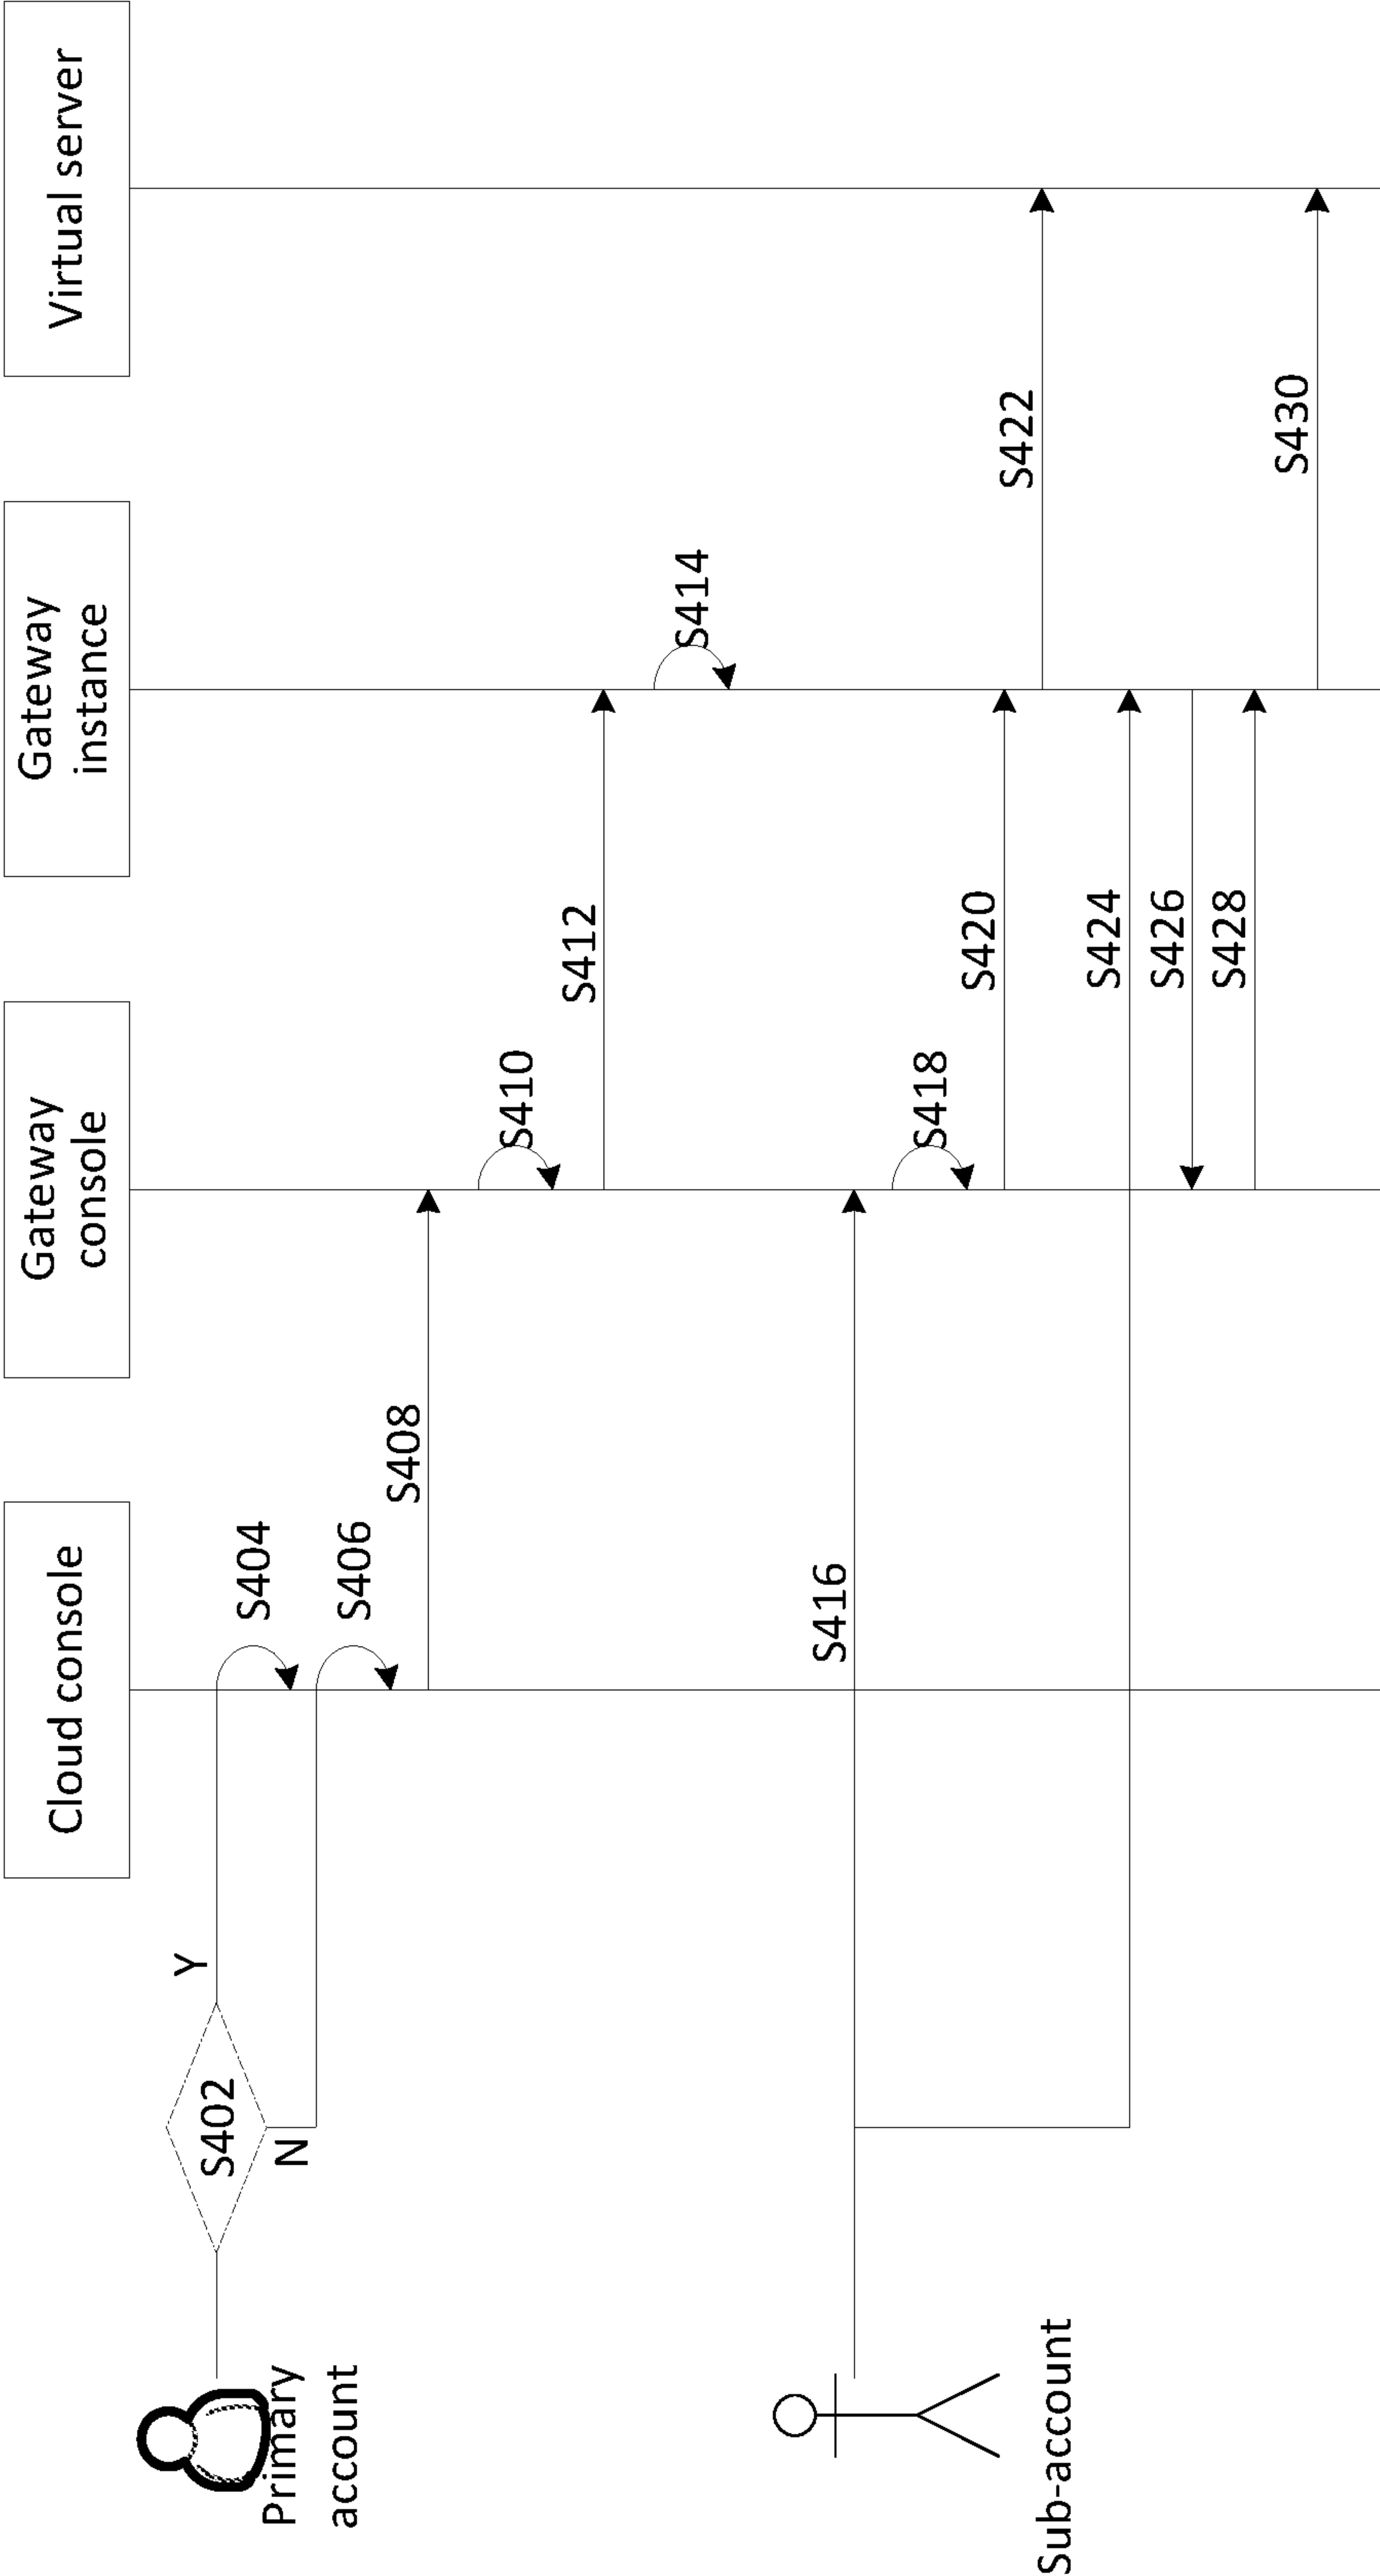 Cloud console
Gateway
console
Gateway
instance
Virtual server
Primary
account
S402
Y
N
S404
S406
S408
S410
S412
S414
Sub-account
S416
S418
S420
S422
S424
S426
S428
S430